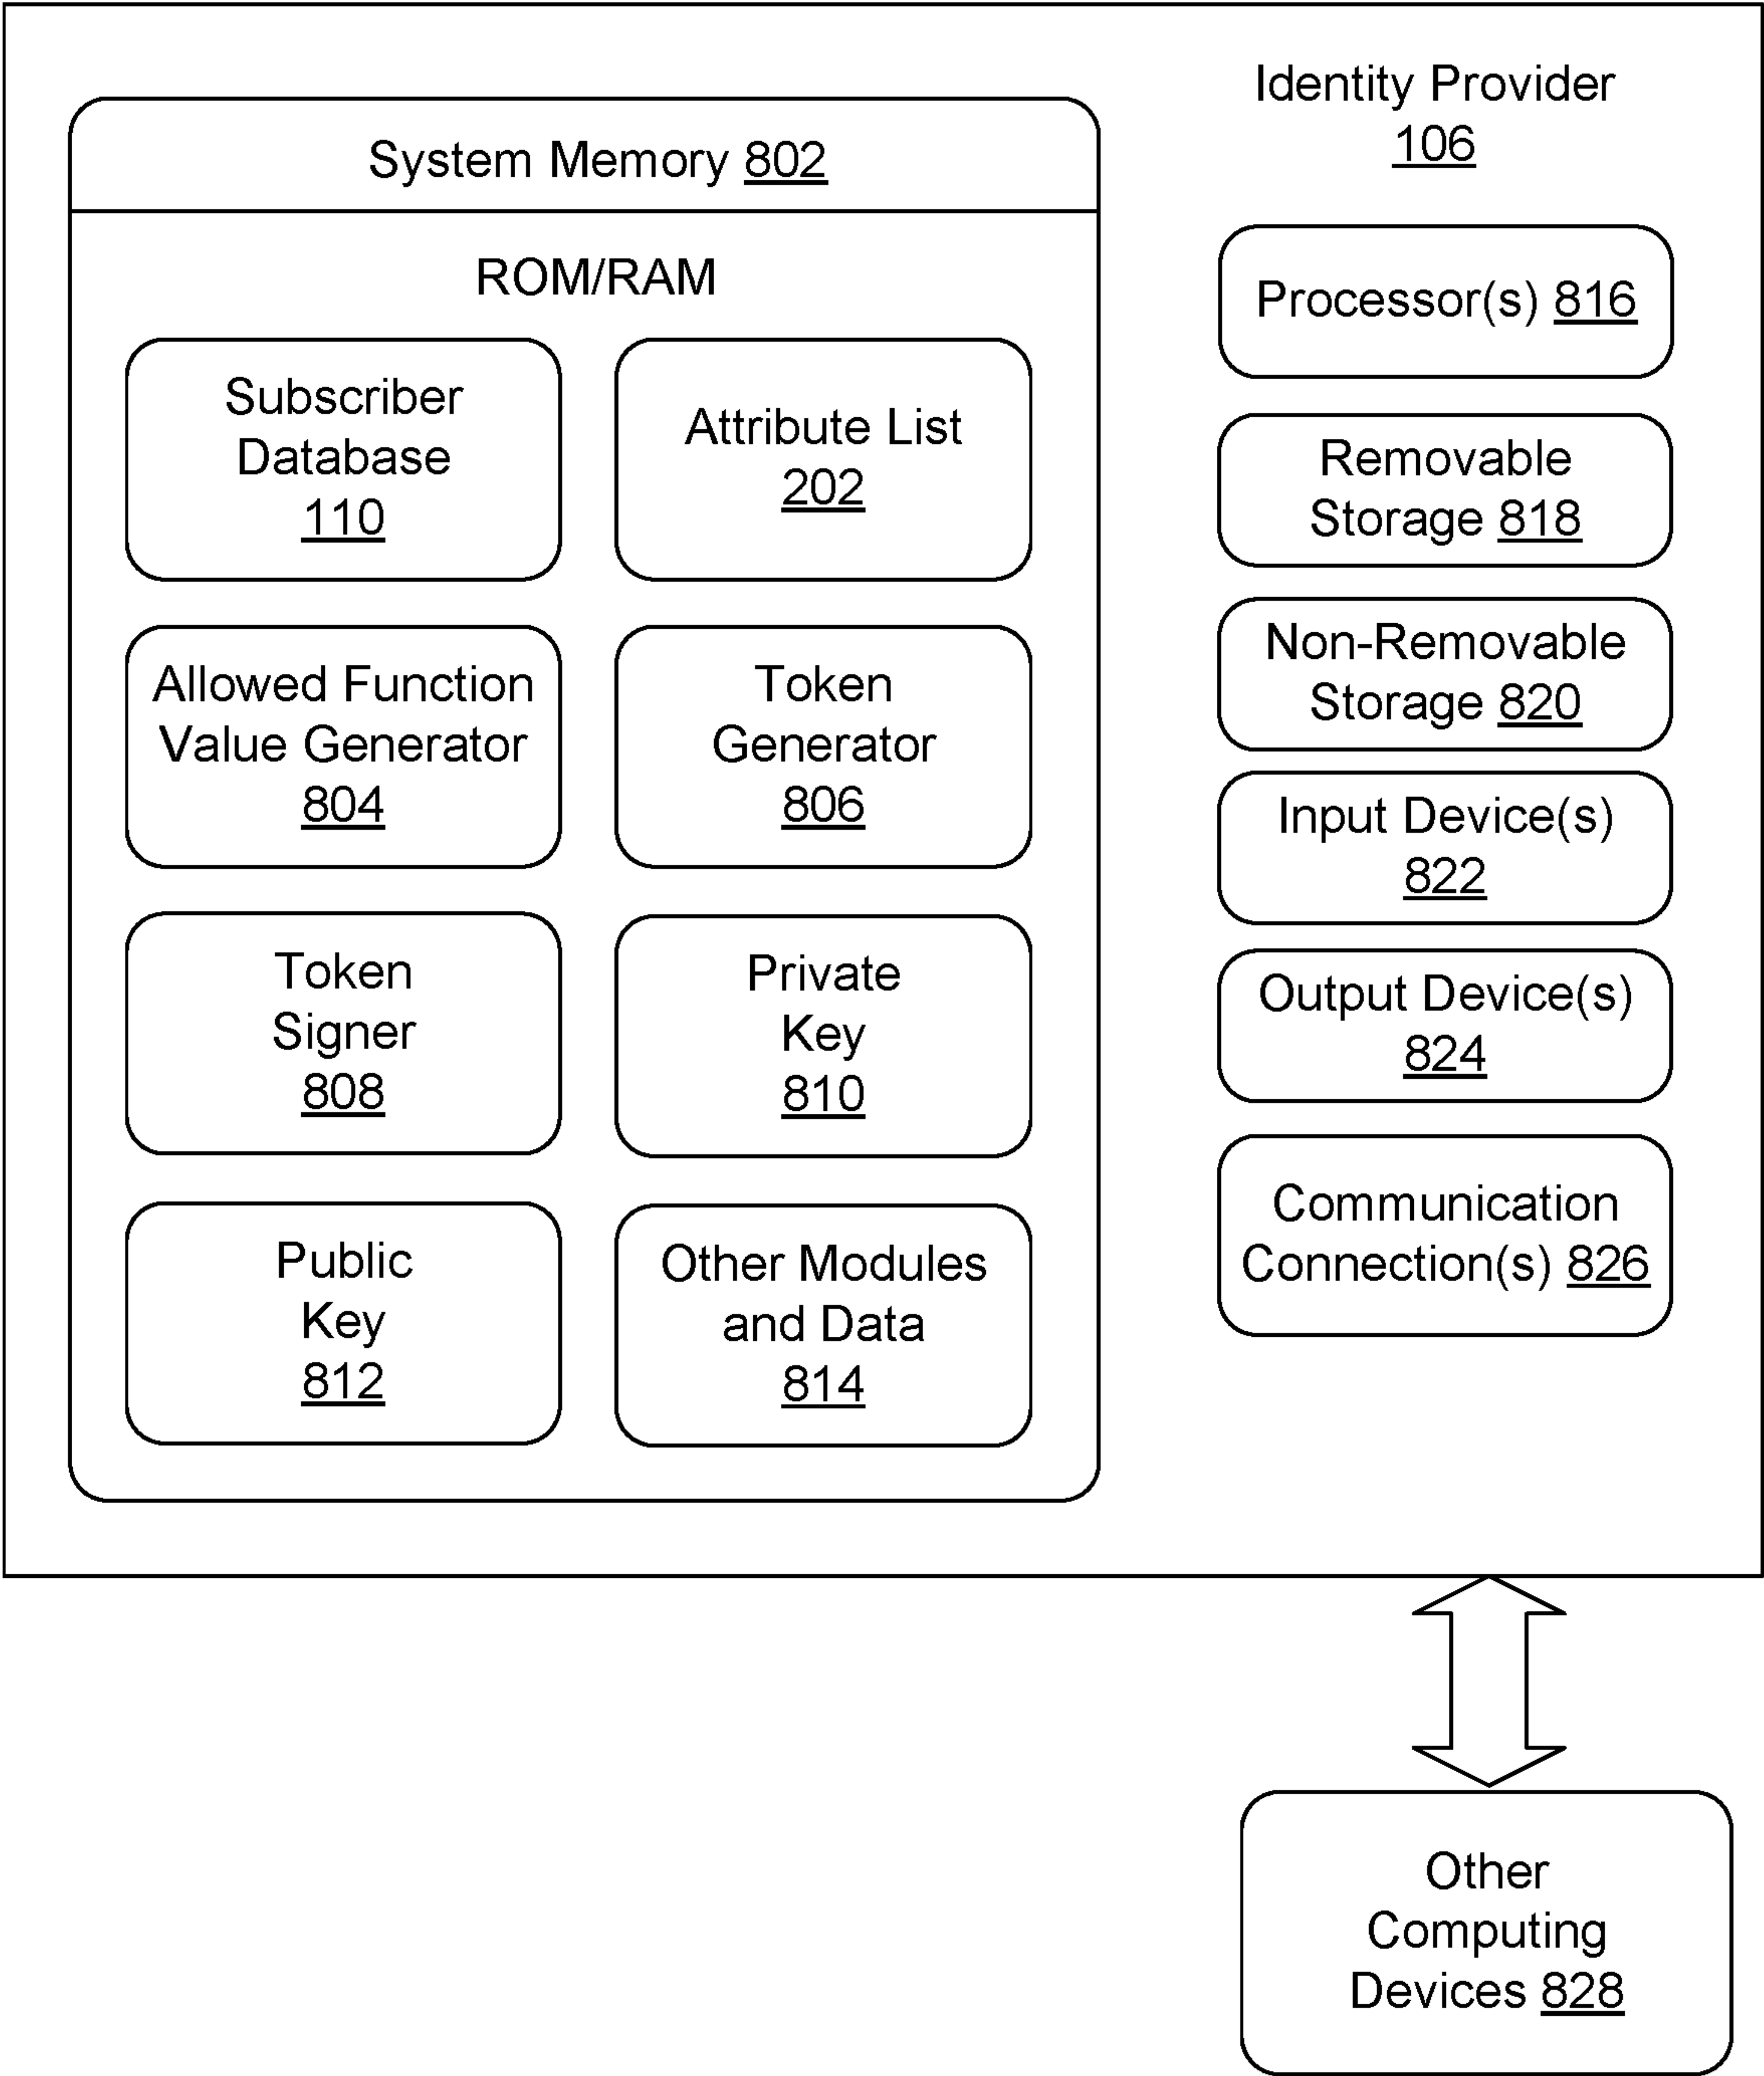 Identity Provider
106
System Memory 802
ROM/RAM
Subscriber
Database
110
Attribute List
202
Allowed Function
Value Generator
804
Token
Generator
806
Token
Signer
808
Private
Key
810
Public
Key
812
Other Modules
and Data
814
Processor(s) 816
Removable
Storage 818
Non-Removable
Storage 820
Input Device(s)
822
Output Device(s)
824
Communication
Connection(s) 826
Other
Computing
Devices 828